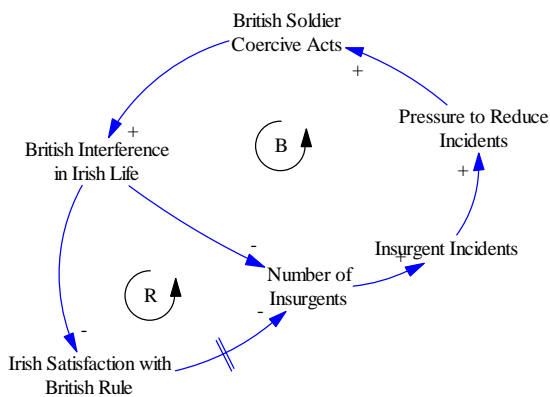 British Soldier
Coercive Acts
+
Pressure to Reduce
Incidents
+
British Interference
in Irish Life
B
+
-
Insurgent Incidents
+
Number of
Insurgents
R
-
-
Irish Satisfaction with
British Rule